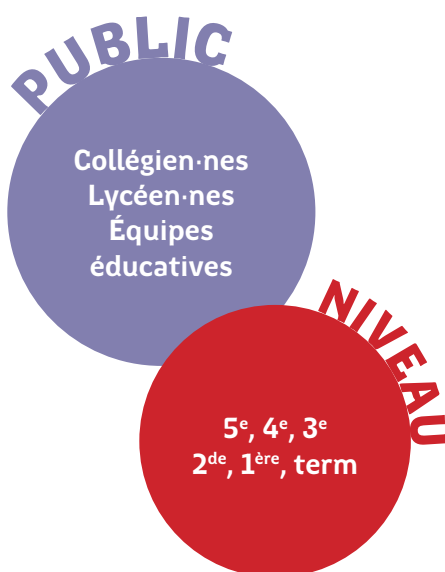 PUBLIC
Collégien·nes
Lycéen·nes
Équipes
éducatives
NIVEAU
5ᵉ, 4ᵉ, 3ᵉ
2ᵈᵉ, 1ᵉ̀ʳᵉ, term